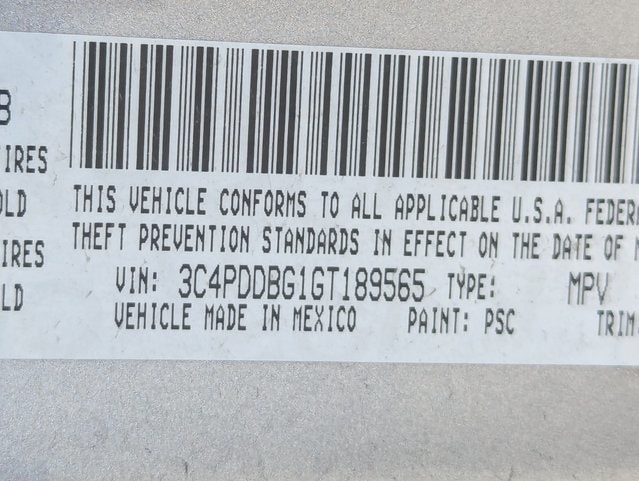 B
IRES
OLD
IRES
LD
THIS VEHICLE CONFORMS TO ALL APPLICABLE U.S.A. FEDER
THEFT PREVENTION STANDARDS IN EFFECT ON THE DATE OF M
VIN: 3C4PDDBG1GT189565 TYPE: MPV
VEHICLE MADE IN MEXICO PAINT: PSC TRIM